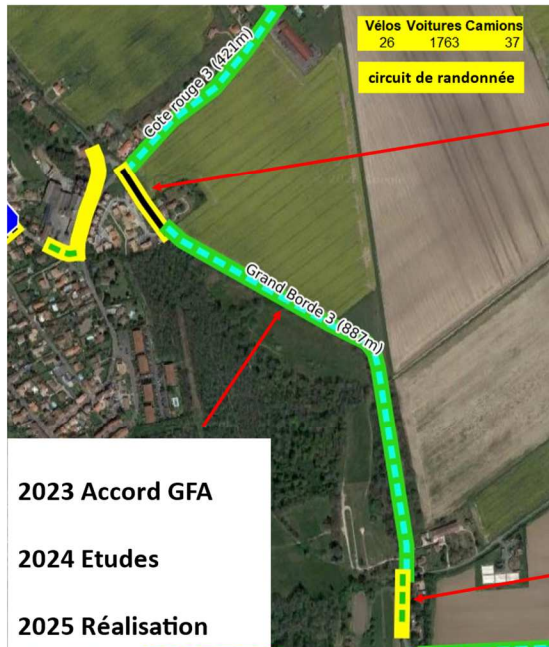 Vélos Voitures Camions
26 1763 37
circuit de randonnée
Cote rouge 3 (421m)
Grand Borde 3 (887m)
2023 Accord GFA
2024 Etudes
2025 Réalisation